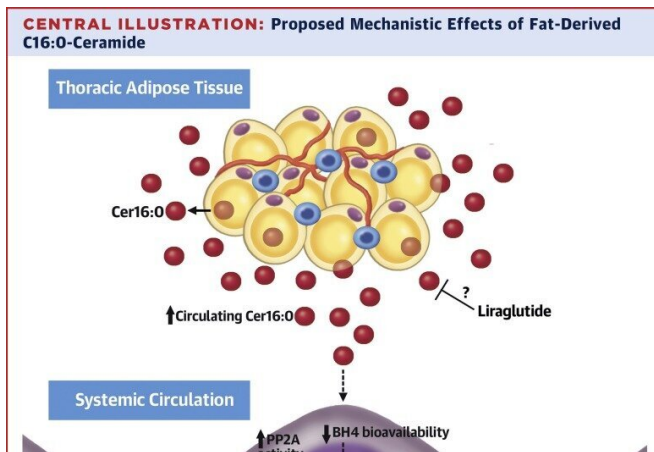 CENTRAL ILLUSTRATION: Proposed Mechanistic Effects of Fat-Derived
C16:0-Ceramide
Thoracic Adipose Tissue
Cer16:0
?
↑Circulating Cer16:0
Liraglutide
Systemic Circulation
↑PP2A
activity
↓BH4 bioavailability